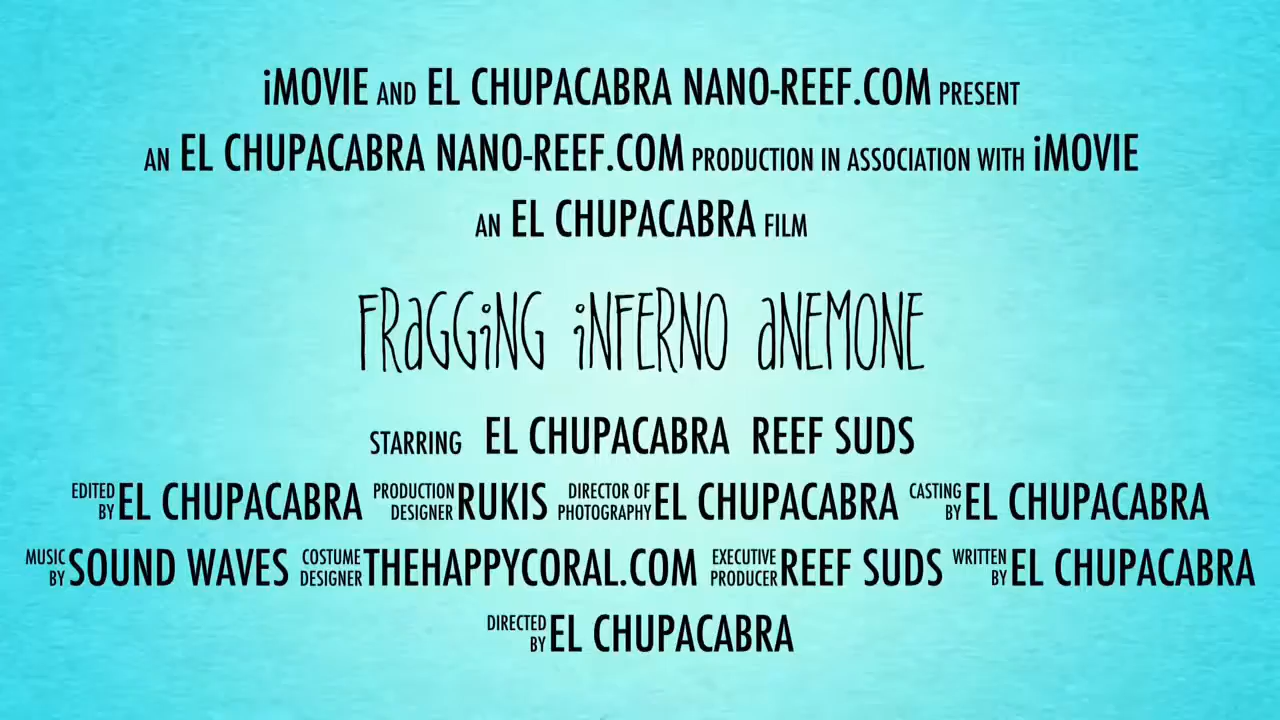 iMOVIE AND EL CHUPACABRA NANO-REEF.COM PRESENT
AN EL CHUPACABRA NANO-REEF.COM PRODUCTION IN ASSOCIATION WITH iMOVIE
AN EL CHUPACABRA FILM
FRaGGiNG iNFERNO aNEMONE
STARRING EL CHUPACABRA REEF SUDS
EDITED BY EL CHUPACABRA PRODUCTION DESIGNER RUKIS DIRECTOR OF PHOTOGRAPHY EL CHUPACABRA CASTING BY EL CHUPACABRA
MUSIC BY SOUND WAVES COSTUME DESIGNER THEHAPPYCORAL.COM EXECUTIVE PRODUCER REEF SUDS WRITTEN BY EL CHUPACABRA
DIRECTED BY EL CHUPACABRA